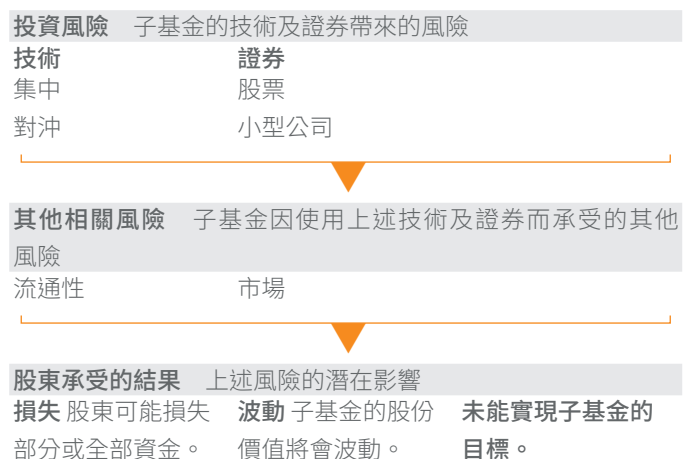 投資風險 子基金的技術及證券帶來的風險
技術 證券
集中 股票
對沖 小型公司
其他相關風險 子基金因使用上述技術及證券而承受的其他
風險
流通性 市場
股東承受的結果 上述風險的潛在影響
損失 股東可能損失 波動 子基金的股份 未能實現子基金的
部分或全部資金。 價值將會波動。 目標。